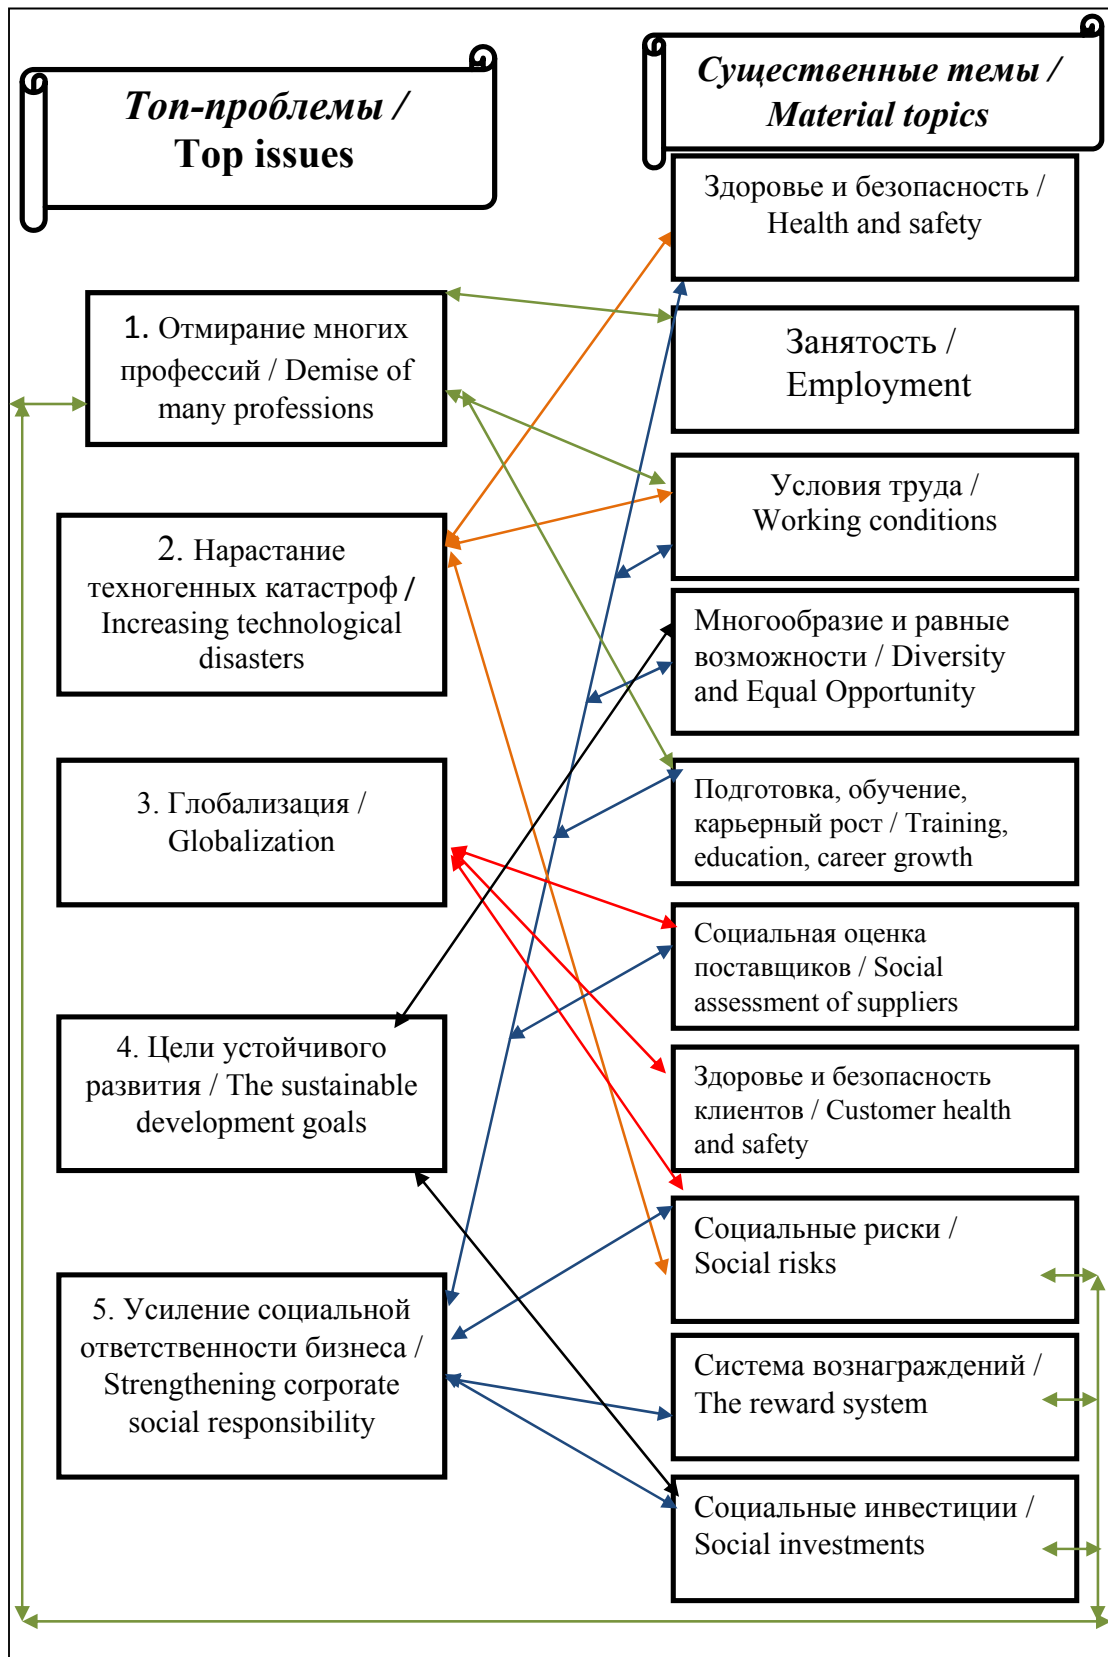 Топ-проблемы /
Top issues
1. Отмирание многих
профессий / Demise of
many professions
2. Нарастание
техногенных катастроф /
Increasing technological
disasters
3. Глобализация /
Globalization
4. Цели устойчивого
развития / The sustainable
development goals
5. Усиление социальной
ответственности бизнеса /
Strengthening corporate
social responsibility
Существенные темы /
Material topics
Здоровье и безопасность /
Health and safety
Занятость /
Employment
Условия труда /
Working conditions
Многообразие и равные
возможности / Diversity
and Equal Opportunity
Подготовка, обучение,
карьерный рост / Training,
education, career growth
Социальная оценка
поставщиков / Social
assessment of suppliers
Здоровье и безопасность
клиентов / Customer health
and safety
Социальные риски /
Social risks
Система вознаграждений /
The reward system
Социальные инвестиции /
Social investments